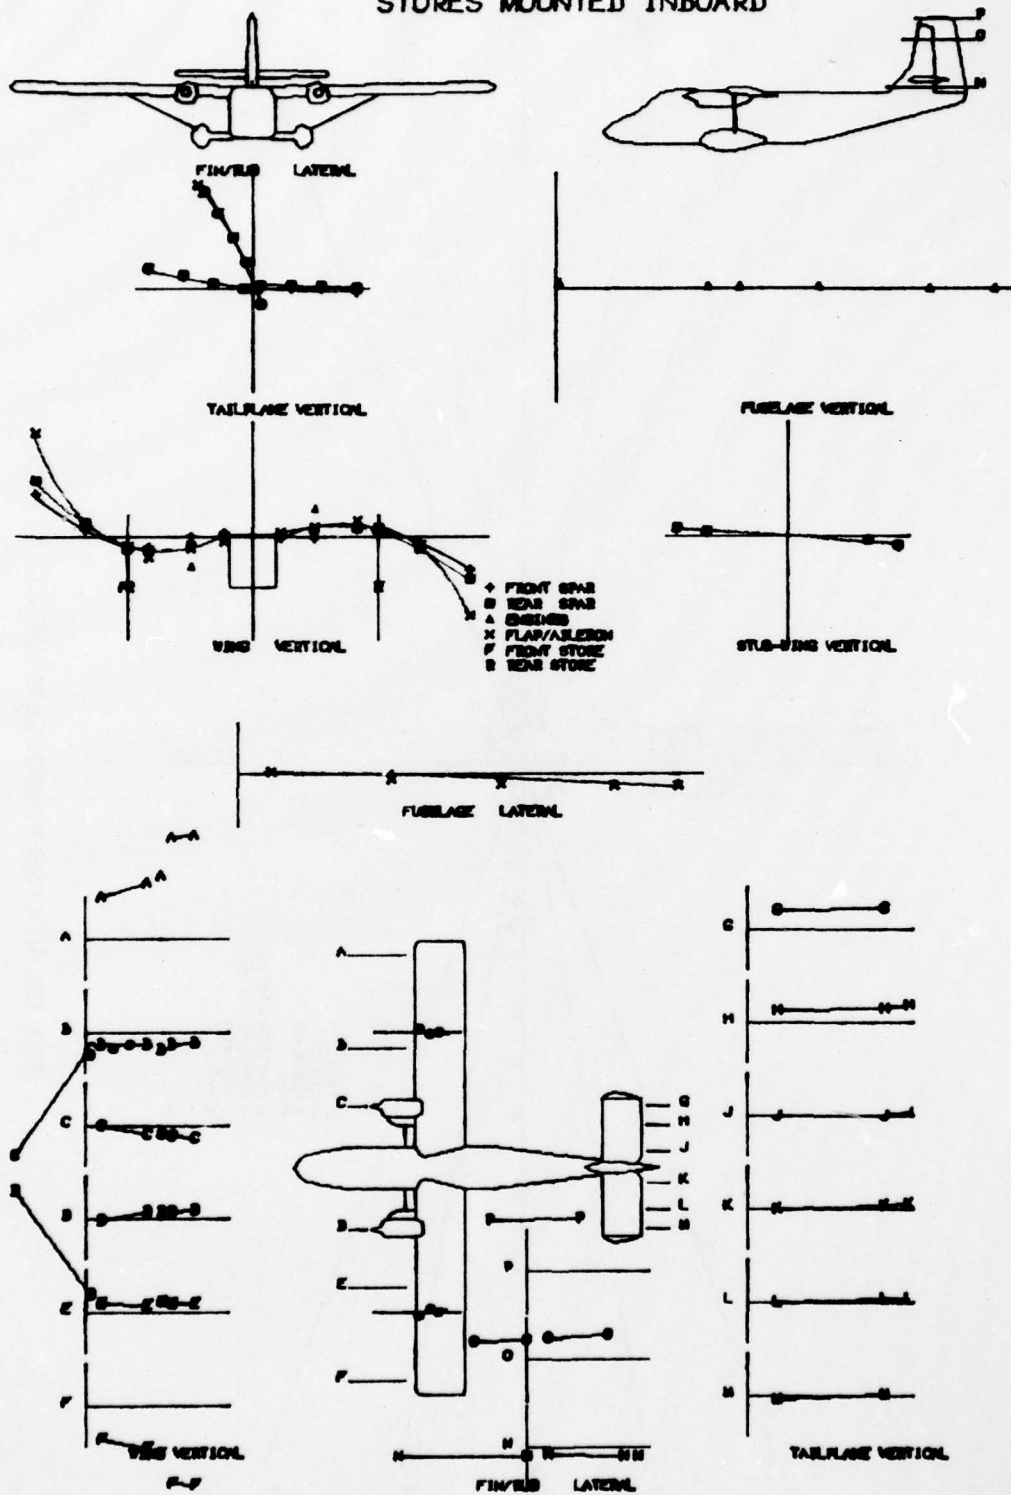 STORES MOUNTED INBOARD
P
O
N
FIN/RUD LATERAL
TAILPLANE VERTICAL
FUSELAGE VERTICAL
+ FRONT SPAR
REAR SPAR
ENGINES
× FLAP/AILERON
F FRONT STORE
R REAR STORE
WING VERTICAL
STUB-WING VERTICAL
FUSELAGE LATERAL
A
B
C
D
E
F
WING VERTICAL
A
B
C
D
E
F
G
H
J
K
L
M
P
O
N
FIN/RUD LATERAL
G
H
J
K
L
M
TAILPLANE VERTICAL